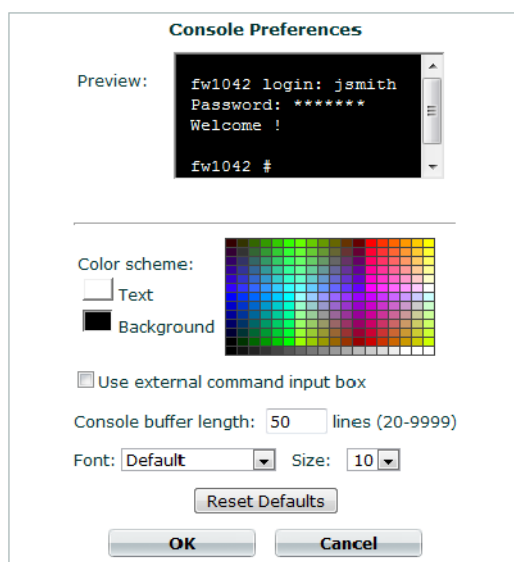 Console Preferences
Preview:
fw1042 login: jsmith
Password: *******
Welcome !
fw1042 #
Color scheme:
Text
Background
Use external command input box
Console buffer length: 50 lines (20-9999)
Font: Default Size: 10
Reset Defaults
OK Cancel